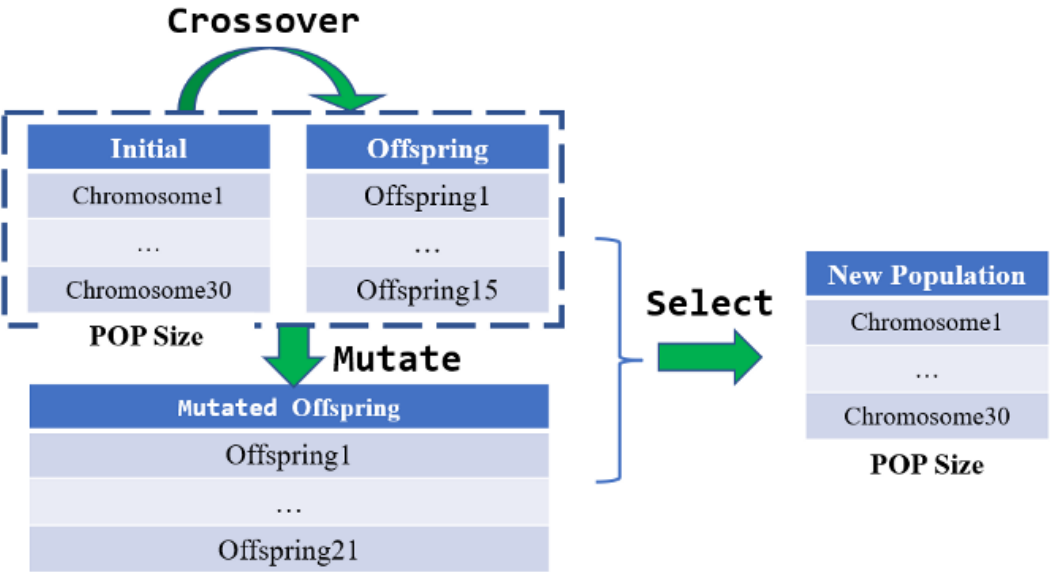 Crossover
Initial
Chromosome1
…
Chromosome30
POP Size
Offspring
Offspring1
…
Offspring15
Mutate
Mutated Offspring
Offspring1
…
Offspring21
Select
New Population
Chromosome1
…
Chromosome30
POP Size